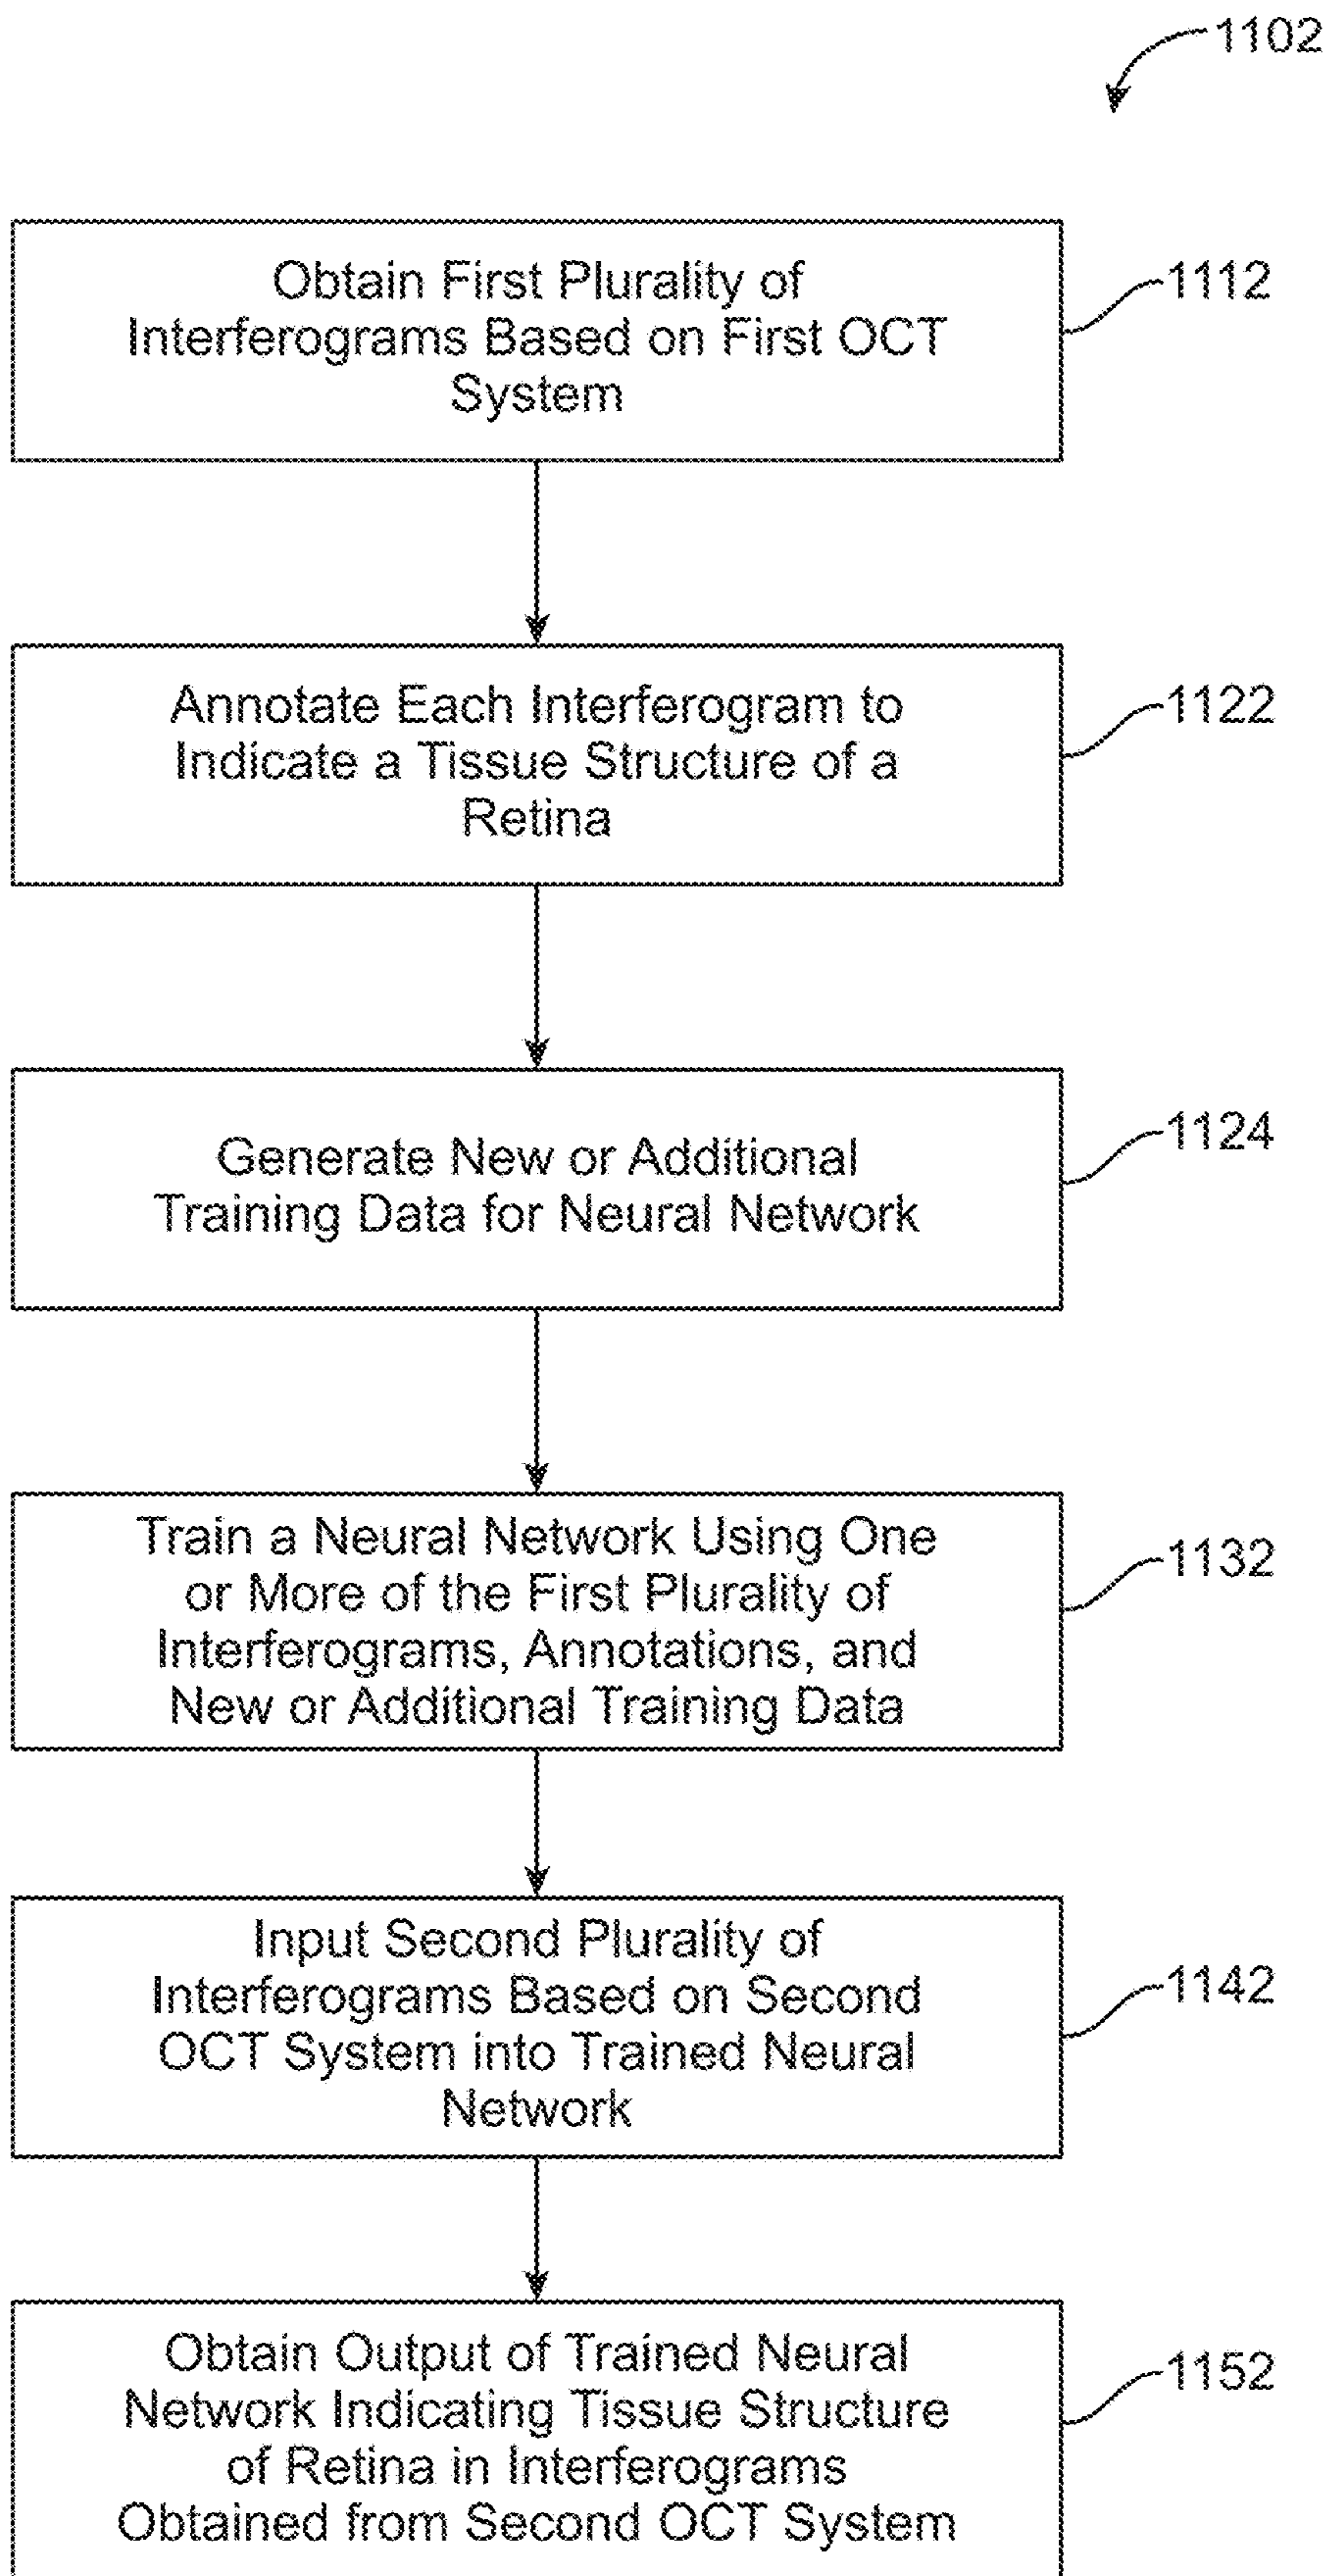 1102
Obtain First Plurality of
Interferograms Based on First OCT
System
1112
Annotate Each Interferogram to
Indicate a Tissue Structure of a
Retina
1122
Generate New or Additional
Training Data for Neural Network
1124
Train a Neural Network Using One
or More of the First Plurality of
Interferograms, Annotations, and
New or Additional Training Data
1132
Input Second Plurality of
Interferograms Based on Second
OCT System into Trained Neural
Network
1142
Obtain Output of Trained Neural
Network Indicating Tissue Structure
of Retina in Interferograms
Obtained from Second OCT System
1152